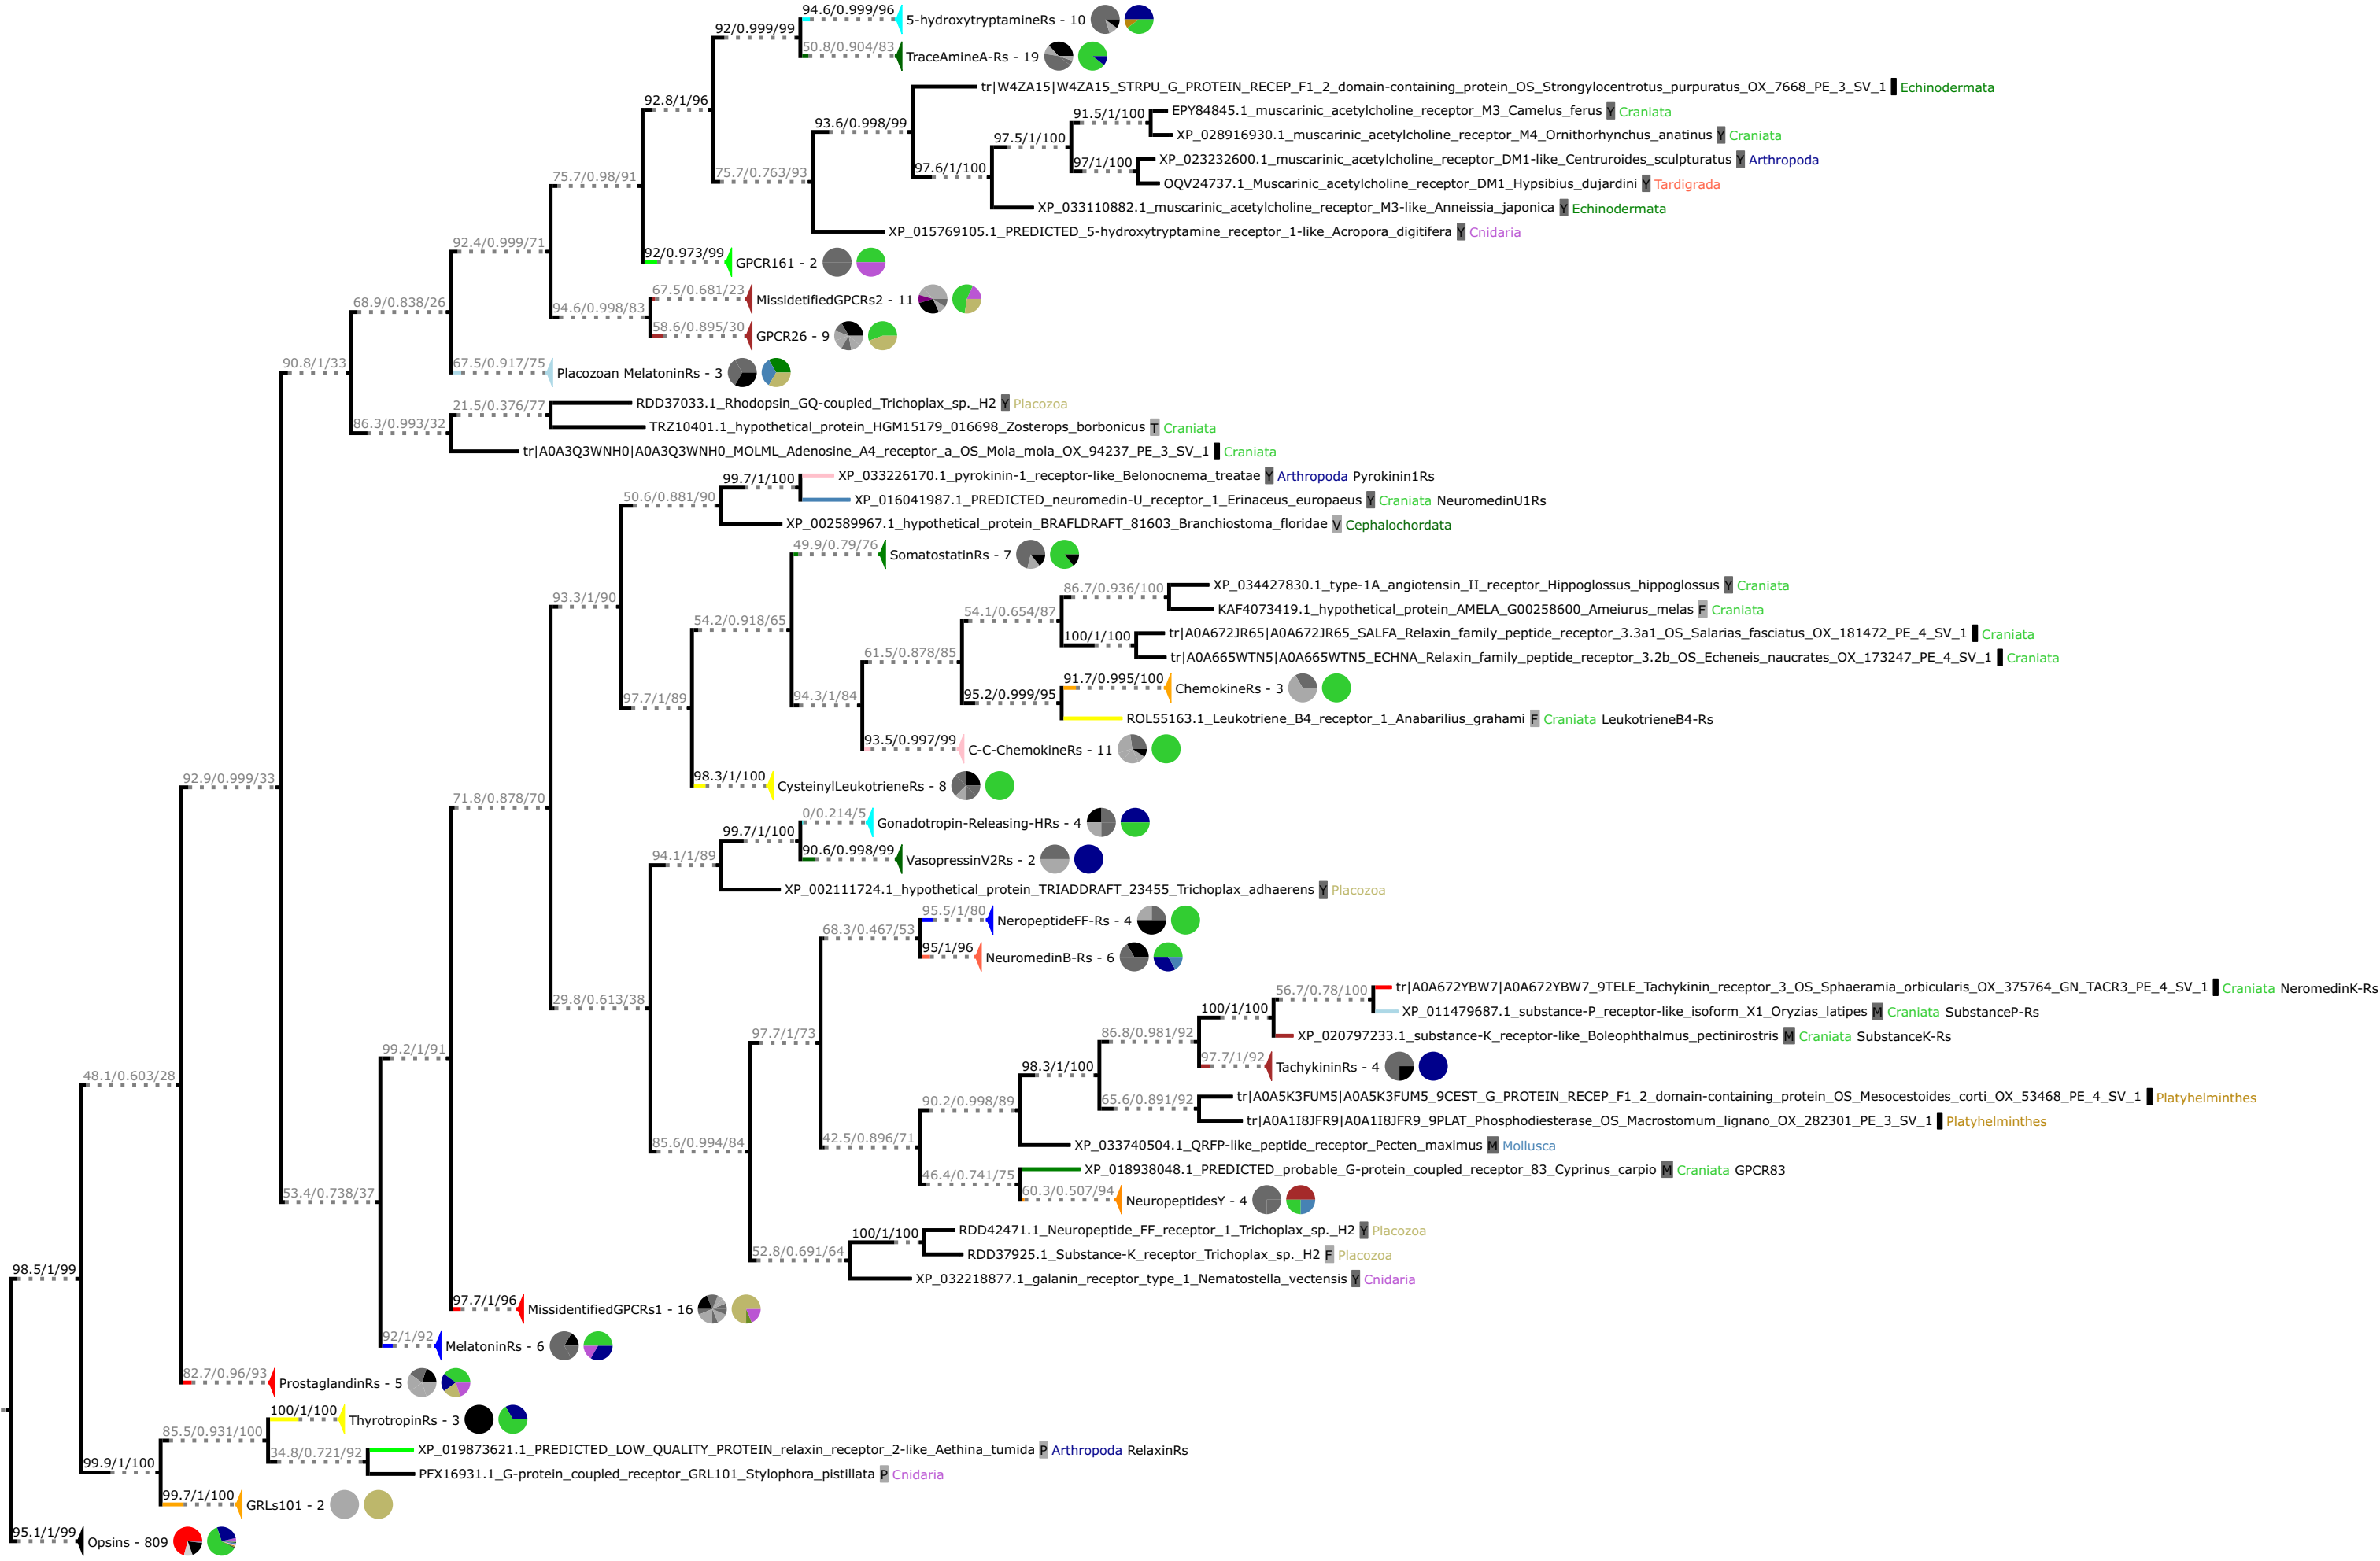 94.6/0.999/96
5-hydroxytryptamineRs - 10
92/0.999/99
50.8/0.904/83
TraceAmineA-Rs - 19
tr|W4ZA15|W4ZA15_STRPU_G_PROTEIN_RECEP_F1_2_domain-containing_protein_OS_Strongylocentrotus_purpuratus_OX_7668_PE_3_SV_1 Echinodermata
92.8/1/96
EPY84845.1_muscarinic_acetylcholine_receptor_M3_Camelus_ferus Y Craniata
91.5/1/100
93.6/0.998/99
XP_028916930.1_muscarinic_acetylcholine_receptor_M4_Ornithorhynchus_anatinus Y Craniata
97.5/1/100
XP_023232600.1_muscarinic_acetylcholine_receptor_DM1-like_Centruroides_sculpturatus Y Arthropoda
97/1/100
97.6/1/100
75.7/0.763/93
75.7/0.98/91
OQV24737.1_Muscarinic_acetylcholine_receptor_DM1_Hypsibius_dujardini Y Tardigrada
XP_033110882.1_muscarinic_acetylcholine_receptor_M3-like_Anneissia_japonica Y Echinodermata
XP_015769105.1_PREDICTED_5-hydroxytryptamine_receptor_1-like_Acropora_digitifera Y Cnidaria
92.4/0.999/71
92/0.973/99
GPCR161 - 2
67.5/0.681/23
MissidetifiedGPCRs2 - 11
68.9/0.838/26
94.6/0.998/83
58.6/0.895/30
GPCR26 - 9
90.8/1/33
67.5/0.917/75
Placozoan MelatoninRs - 3
RDD37033.1_Rhodopsin_GQ-coupled_Trichoplax_sp._H2 Y Placozoa
21.5/0.376/77
86.3/0.993/32
TRZ10401.1_hypothetical_protein_HGM15179_016698_Zosterops_borbonicus T Craniata
tr|A0A3Q3WNH0|A0A3Q3WNH0_MOLML_Adenosine_A4_receptor_a_OS_Mola_mola_OX_94237_PE_3_SV_1 Craniata
XP_033226170.1_pyrokinin-1_receptor-like_Belonocnema_treatae Y Arthropoda Pyrokinin1Rs
99.7/1/100
50.6/0.881/90
XP_016041987.1_PREDICTED_neuromedin-U_receptor_1_Erinaceus_europaeus Y Craniata NeuromedinU1Rs
XP_002589967.1_hypothetical_protein_BRAFLDRAFT_81603_Branchiostoma_floridae V Cephalochordata
49.9/0.79/76
SomatostatinRs - 7
XP_034427830.1_type-1A_angiotensin_II_receptor_Hippoglossus_hippoglossus Y Craniata
86.7/0.936/100
93.3/1/90
KAF4073419.1_hypothetical_protein_AMELA_G00258600_Ameiurus_melas F Craniata
54.1/0.654/87
54.2/0.918/65
tr|A0A672JR65|A0A672JR65_SALFA_Relaxin_family_peptide_receptor_3.3a1_OS_Salarias_fasciatus_OX_181472_PE_4_SV_1 Craniata
100/1/100
tr|A0A665WTN5|A0A665WTN5_ECHNA_Relaxin_family_peptide_receptor_3.2b_OS_Echeneis_naucrates_OX_173247_PE_4_SV_1 Craniata
61.5/0.878/85
91.7/0.995/100
ChemokineRs - 3
97.7/1/89
94.3/1/84
95.2/0.999/95
ROL55163.1_Leukotriene_B4_receptor_1_Anabarilius_grahami F Craniata LeukotrieneB4-Rs
93.5/0.997/99
C-C-ChemokineRs - 11
98.3/1/100
CysteinylLeukotrieneRs - 8
92.9/0.999/33
71.8/0.878/70
0/0.214/5
Gonadotropin-Releasing-HRs - 4
99.7/1/100
94.1/1/89
90.6/0.998/99
VasopressinV2Rs - 2
XP_002111724.1_hypothetical_protein_TRIADDRAFT_23455_Trichoplax_adhaerens Y Placozoa
95.5/1/80
NeropeptideFF-Rs - 4
68.3/0.467/53
95/1/96
NeuromedinB-Rs - 6
tr|A0A672YBW7|A0A672YBW7_9TELE_Tachykinin_receptor_3_OS_Sphaeramia_orbicularis_OX_375764_GN_TACR3_PE_4_SV_1 Craniata NeromedinK-Rs
56.7/0.78/100
29.8/0.613/38
XP_011479687.1_substance-P_receptor-like_isoform_X1_Oryzias_latipes M Craniata SubstanceP-Rs
100/1/100
XP_020797233.1_substance-K_receptor-like_Boleophthalmus_pectinirostris M Craniata SubstanceK-Rs
97.7/1/73
86.8/0.981/92
99.2/1/91
97.7/1/92
TachykininRs - 4
48.1/0.603/28
98.3/1/100
tr|A0A5K3FUM5|A0A5K3FUM5_9CEST_G_PROTEIN_RECEP_F1_2_domain-containing_protein_OS_Mesocestoides_corti_OX_53468_PE_4_SV_1 Platyhelminthes
65.6/0.891/92
90.2/0.998/89
tr|A0A1I8JFR9|A0A1I8JFR9_9PLAT_Phosphodiesterase_OS_Macrostomum_lignano_OX_282301_PE_3_SV_1 Platyhelminthes
85.6/0.994/84
42.5/0.896/71
XP_033740504.1_QRFP-like_peptide_receptor_Pecten_maximus M Mollusca
XP_018938048.1_PREDICTED_probable_G-protein_coupled_receptor_83_Cyprinus_carpio M Craniata GPCR83
46.4/0.741/75
53.4/0.738/37
60.3/0.507/94
NeuropeptidesY - 4
RDD42471.1_Neuropeptide_FF_receptor_1_Trichoplax_sp._H2 Y Placozoa
100/1/100
52.8/0.691/64
RDD37925.1_Substance-K_receptor_Trichoplax_sp._H2 F Placozoa
98.5/1/99
XP_032218877.1_galanin_receptor_type_1_Nematostella_vectensis Y Cnidaria
97.7/1/96
MissidentifiedGPCRs1 - 16
92/1/92
MelatoninRs - 6
82.7/0.96/93
ProstaglandinRs - 5
100/1/100
ThyrotropinRs - 3
85.5/0.931/100
34.8/0.721/92
XP_019873621.1_PREDICTED_LOW_QUALITY_PROTEIN_relaxin_receptor_2-like_Aethina_tumida P Arthropoda RelaxinRs
99.9/1/100
PFX16931.1_G-protein_coupled_receptor_GRL101_Stylophora_pistillata P Cnidaria
99.7/1/100
GRLs101 - 2
95.1/1/99
Opsins - 809